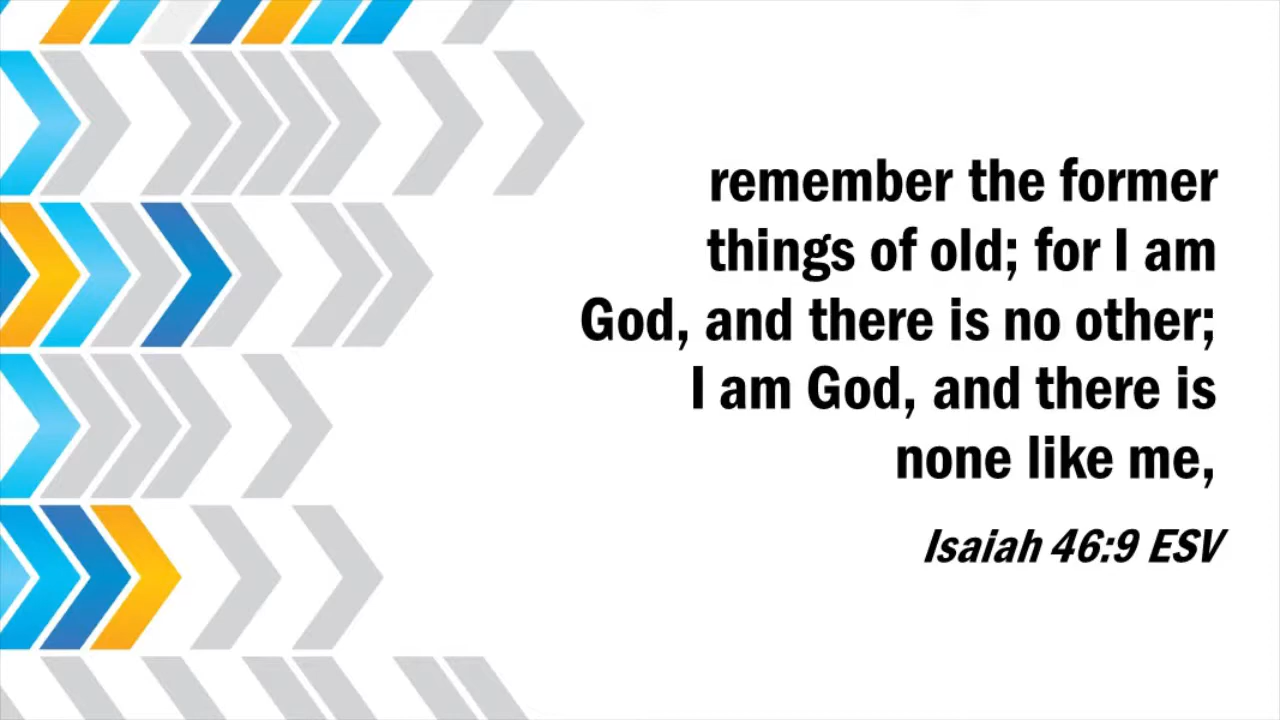 remember the former
things of old; for I am
God, and there is no other;
I am God, and there is
none like me,
Isaiah 46:9 ESV